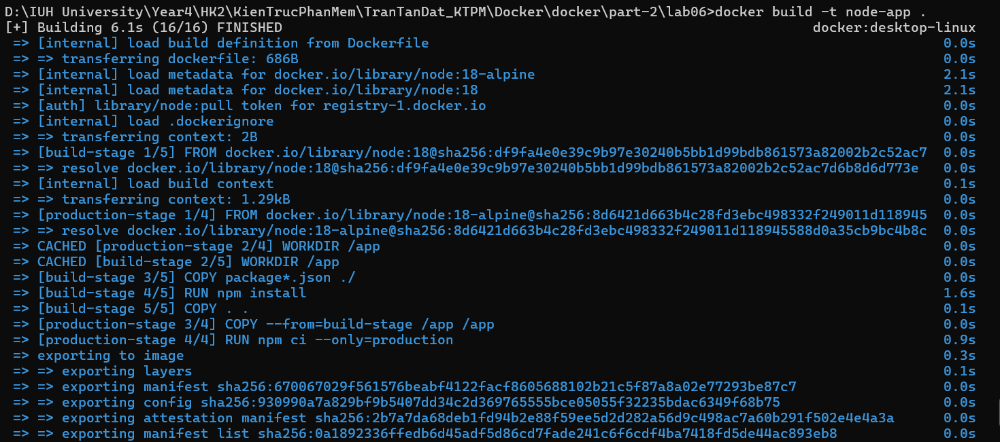 D:\IUH University\Year4\HK2\KienTrucPhanMem\TranTanDat_KTPM\Docker\docker\part-2\lab06>docker build -t node-app .
[+] Building 6.1s (16/16) FINISHED docker:desktop-linux
=> [internal] load build definition from Dockerfile 0.0s
=> => transferring dockerfile: 686B 0.0s
=> [internal] load metadata for docker.io/library/node:18-alpine 2.1s
=> [internal] load metadata for docker.io/library/node:18 2.1s
=> [auth] library/node:pull token for registry-1.docker.io 0.0s
=> [internal] load .dockerignore 0.0s
=> => transferring context: 2B 0.0s
=> [build-stage 1/5] FROM docker.io/library/node:18@sha256:df9fa4e0e39c9b97e30240b5bb1d99bdb861573a82002b2c52ac7 0.0s
=> => resolve docker.io/library/node:18@sha256:df9fa4e0e39c9b97e30240b5bb1d99bdb861573a82002b2c52ac7d6b8d6d773e 0.0s
=> [internal] load build context 0.1s
=> => transferring context: 1.29kB 0.0s
=> [production-stage 1/4] FROM docker.io/library/node:18-alpine@sha256:8d6421d663b4c28fd3ebc498332f249011d118945 0.0s
=> => resolve docker.io/library/node:18-alpine@sha256:8d6421d663b4c28fd3ebc498332f249011d118945588d0a35cb9bc4b8c 0.0s
=> CACHED [production-stage 2/4] WORKDIR /app 0.0s
=> CACHED [build-stage 2/5] WORKDIR /app 0.0s
=> [build-stage 3/5] COPY package*.json ./ 0.0s
=> [build-stage 4/5] RUN npm install 1.6s
=> [build-stage 5/5] COPY . . 0.1s
=> [production-stage 3/4] COPY --from=build-stage /app /app 0.0s
=> [production-stage 4/4] RUN npm ci --only=production 0.9s
=> exporting to image 0.3s
=> => exporting layers 0.1s
=> => exporting manifest sha256:670067029f561576beabf4122facf8605688102b21c5f87a8a02e77293be87c7 0.0s
=> => exporting config sha256:930990a7a829bf9b5407dd34c2d369765555bce05055f32235bdac6349f68b75 0.0s
=> => exporting attestation manifest sha256:2b7a7da68deb1fd94b2e88f59ee5d2d282a56d9c498ac7a60b291f502e4e4a3a 0.0s
=> => exporting manifest list sha256:0a1892336ffedb6d45adf5d86cd7fade241c6f6cdf4ba7418fd5de44ac893eb8 0.0s